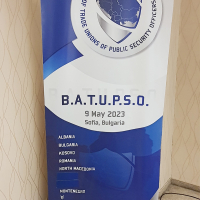 OF TRADE UNIONS OF PUBLIC SECURITY OFFICERS
B.A.T.U.P.S.O.
9 May 2023
Sofia, Bulgaria
ALBANIA
BULGARIA
KOSOVO
ROMANIA
NORTH MACEDONIA
MONTENEGRO